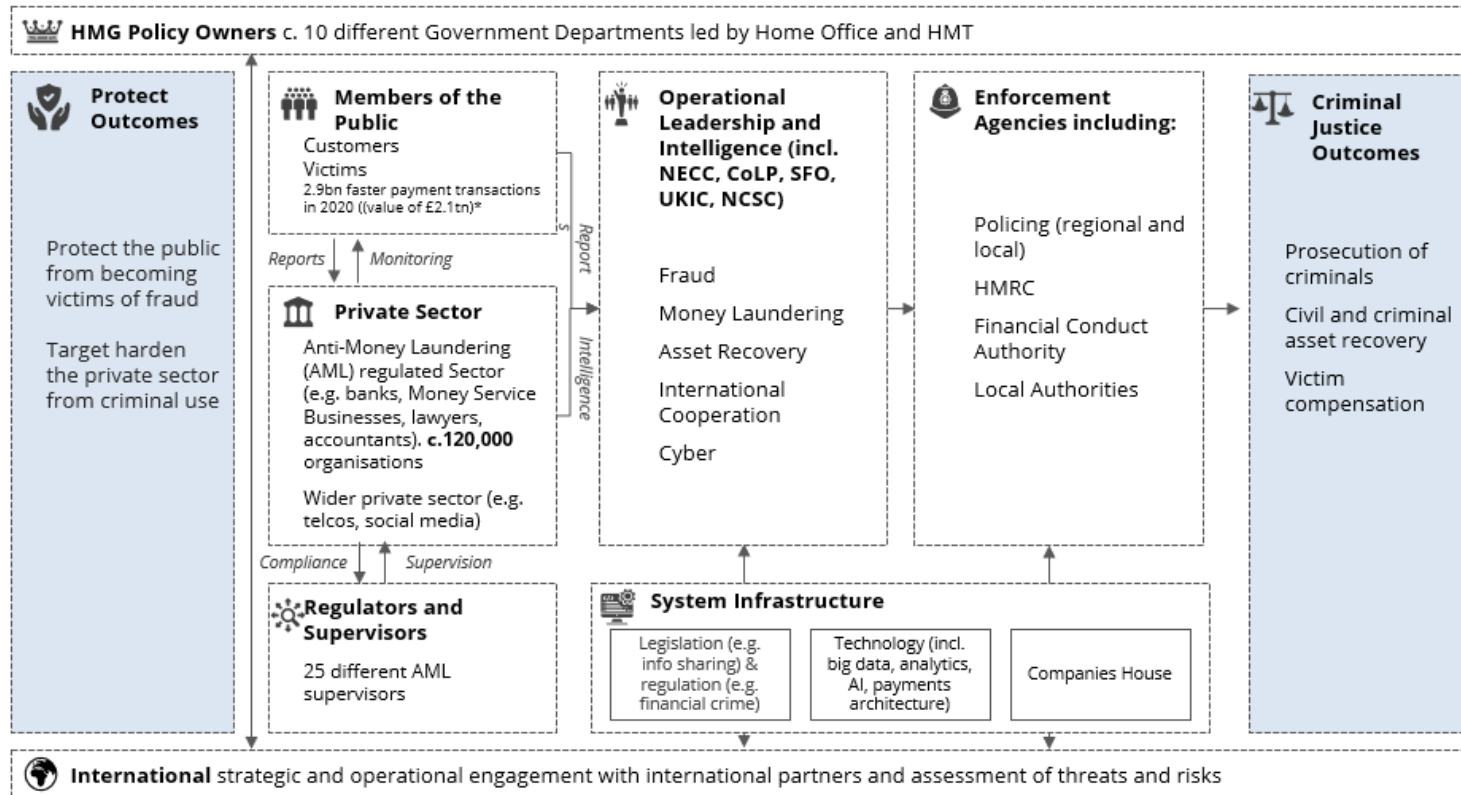 HMG Policy Owners c. 10 different Government Departments led by Home Office and HMT
Protect
Outcomes
Protect the public
from becoming
victims of fraud
Target harden
the private sector
from criminal use
Members of the
Public
Customers
Victims
2.9bn faster payment transactions
in 2020 ((value of £2.1tn)*
Reports
Monitoring
Private Sector
Anti-Money Laundering
(AML) regulated Sector
(e.g. banks, Money Service
Businesses, lawyers,
accountants). c.120,000
organisations
Wider private sector (e.g.
telcos, social media)
Compliance
Supervision
Regulators and
Supervisors
25 different AML
supervisors
Report
s
Intelligence
Operational
Leadership and
Intelligence (incl.
NECC, CoLP, SFO,
UKIC, NCSC)
Fraud
Money Laundering
Asset Recovery
International
Cooperation
Cyber
Enforcement
Agencies including:
Policing (regional and
local)
HMRC
Financial Conduct
Authority
Local Authorities
System Infrastructure
Legislation (e.g.
info sharing) &
regulation (e.g.
financial crime)
Technology (incl.
big data, analytics,
AI, payments
architecture)
Companies House
Criminal
Justice
Outcomes
Prosecution of
criminals
Civil and criminal
asset recovery
Victim
compensation
International strategic and operational engagement with international partners and assessment of threats and risks